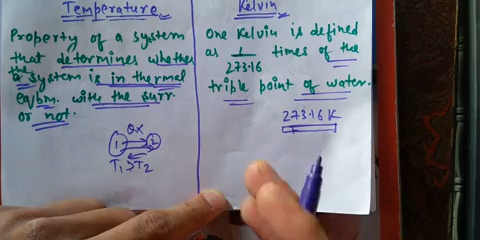 Temperature
Property of a system
that determines whether
the system is in thermal
eqbm. with the surr
or not.
1 2
T1 > T2
Kelvin
One Kelvin is defined
as 1/273.16 times of the
triple point of water.
273.16 K